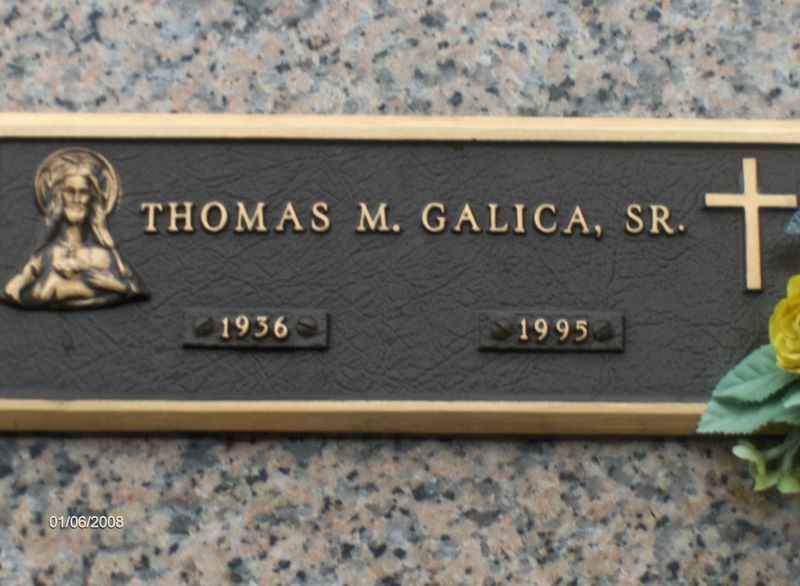 THOMAS M. GALICA, SR.
1936 1995
01/06/2008